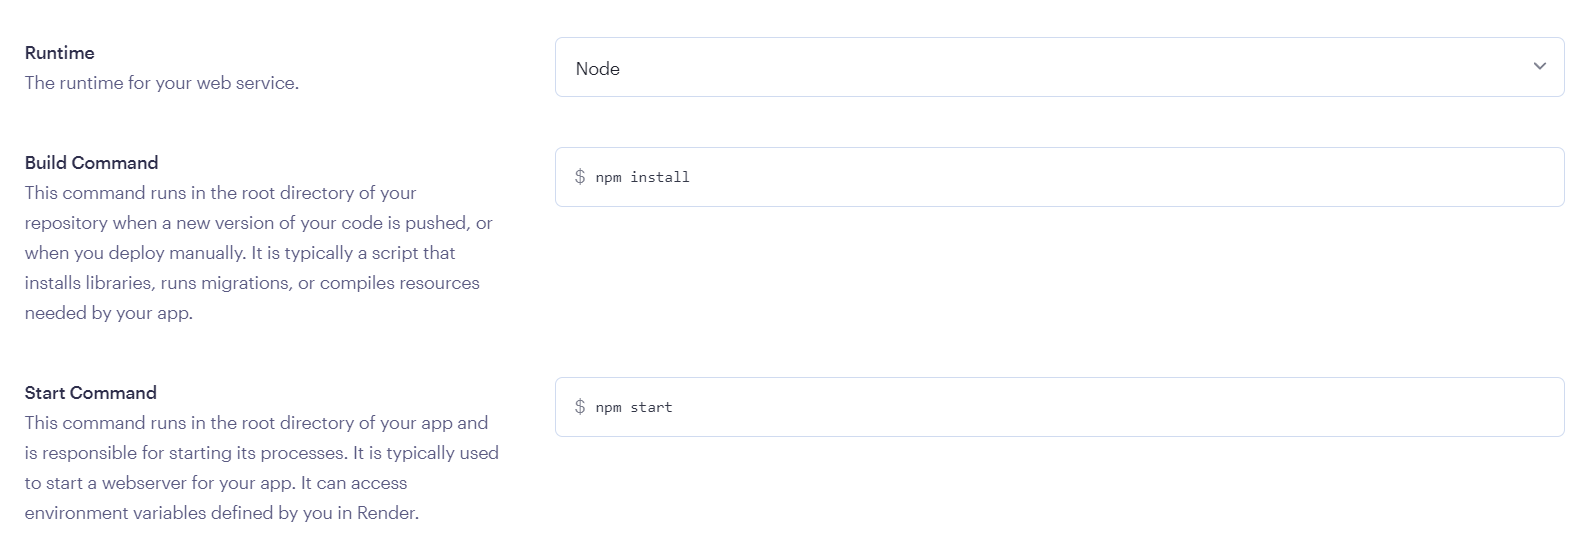 Runtime
The runtime for your web service.
Node
Build Command
This command runs in the root directory of your
repository when a new version of your code is pushed, or
when you deploy manually. It is typically a script that
installs libraries, runs migrations, or compiles resources
needed by your app.
$ npm install
Start Command
This command runs in the root directory of your app and
is responsible for starting its processes. It is typically used
to start a webserver for your app. It can access
environment variables defined by you in Render.
$ npm start